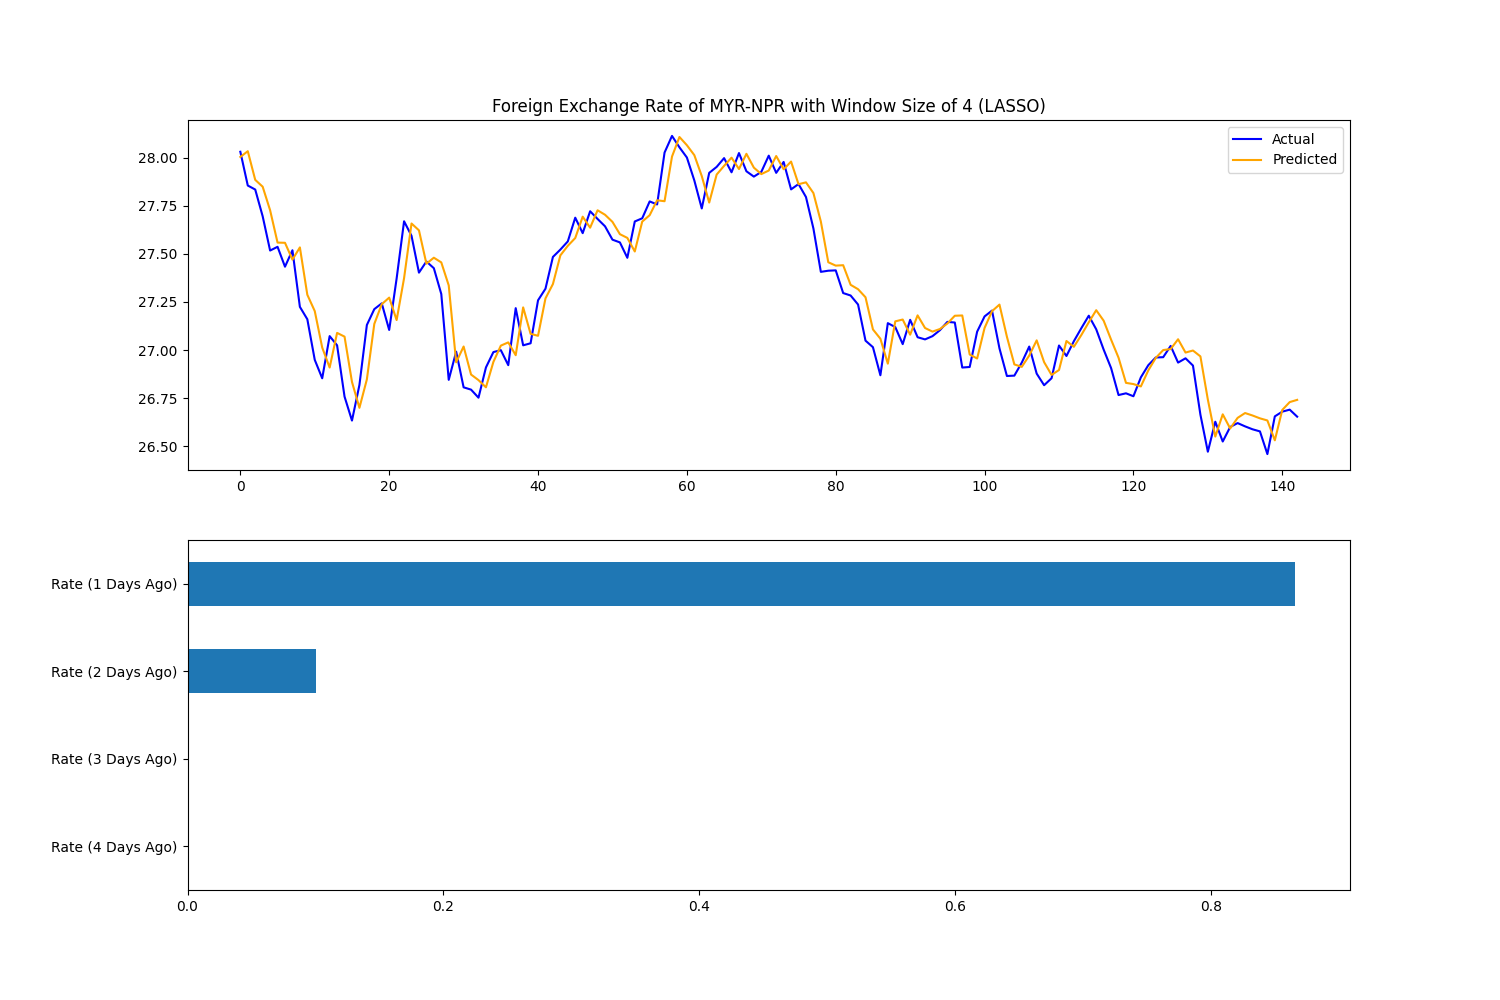 Foreign Exchange Rate of MYR-NPR with Window Size of 4 (LASSO)
Actual
Predicted
28.00
27.75
27.50
27.25
27.00
26.75
26.50
0 20 40 60 80 100 120 140
Rate (1 Days Ago)
Rate (2 Days Ago)
Rate (3 Days Ago)
Rate (4 Days Ago)
0.0 0.2 0.4 0.6 0.8